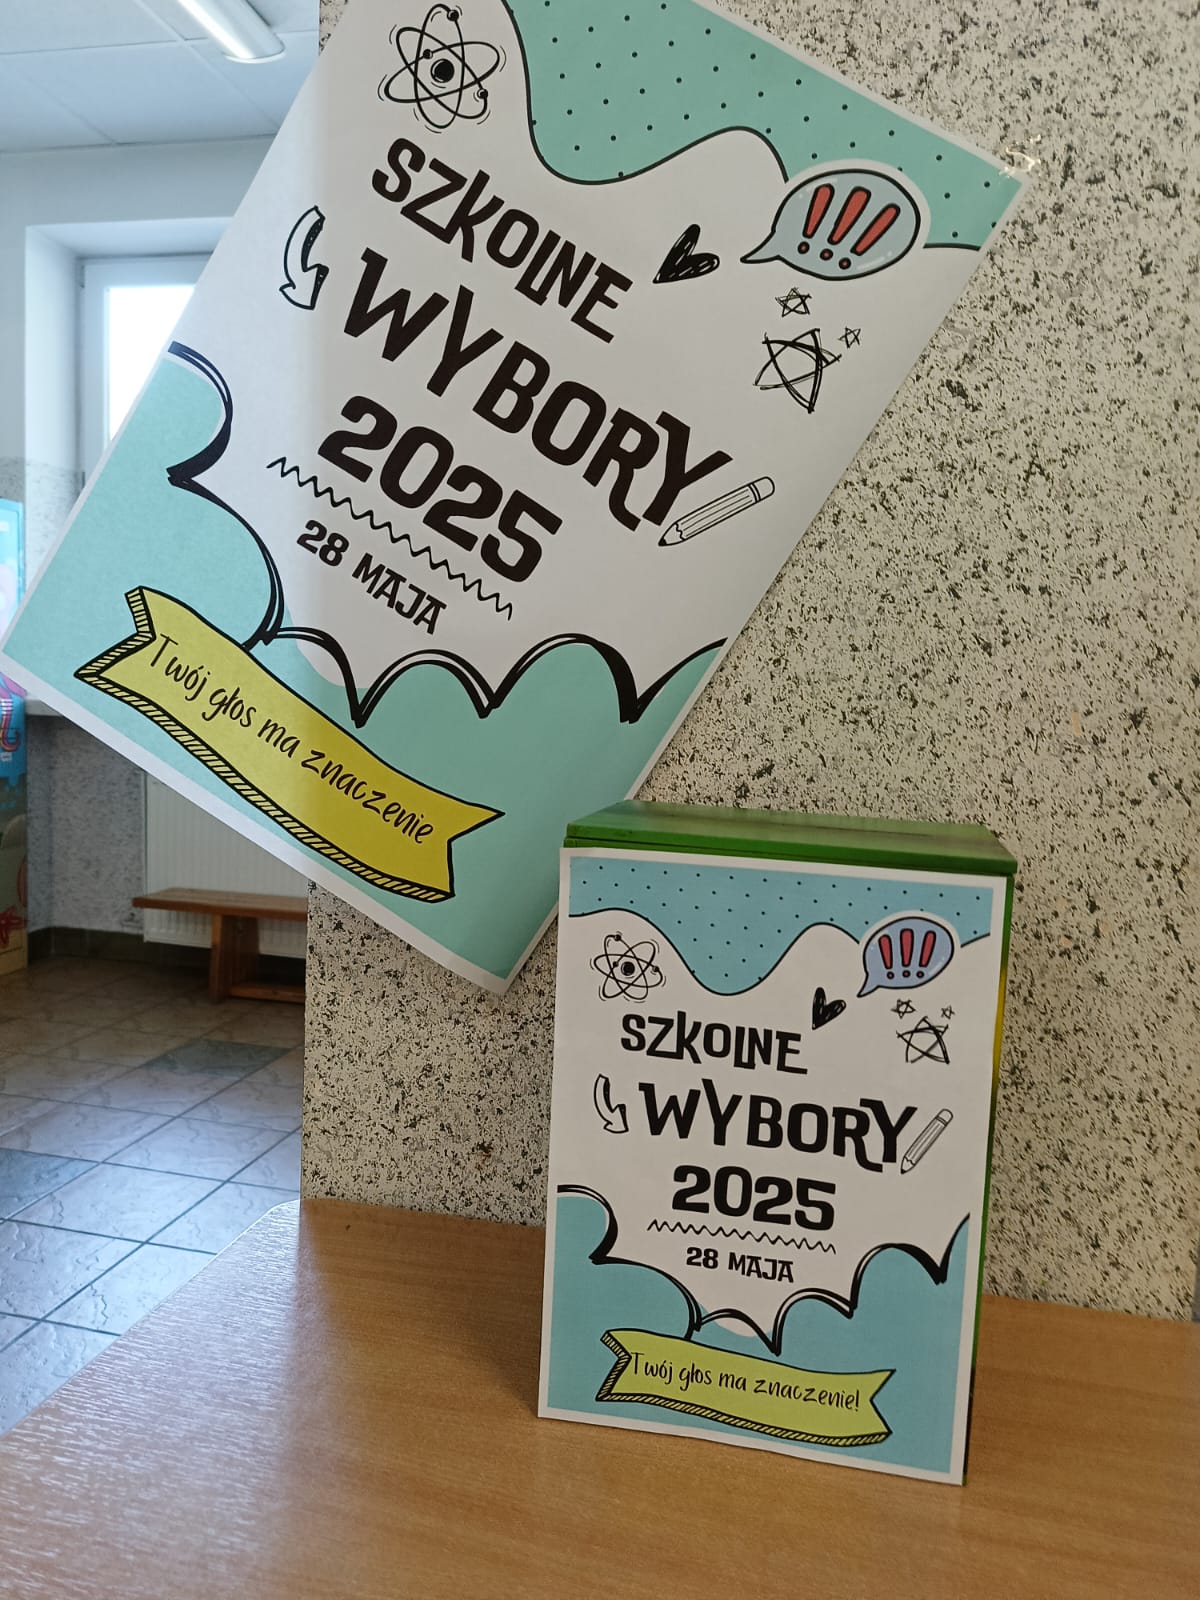 SZKOLNE
WYBORY
2025
28 MAJA
Twój głos ma znaczenie
SZKOLNE
WYBORY
2025
28 MAJA
Twój głos ma znaczenie!